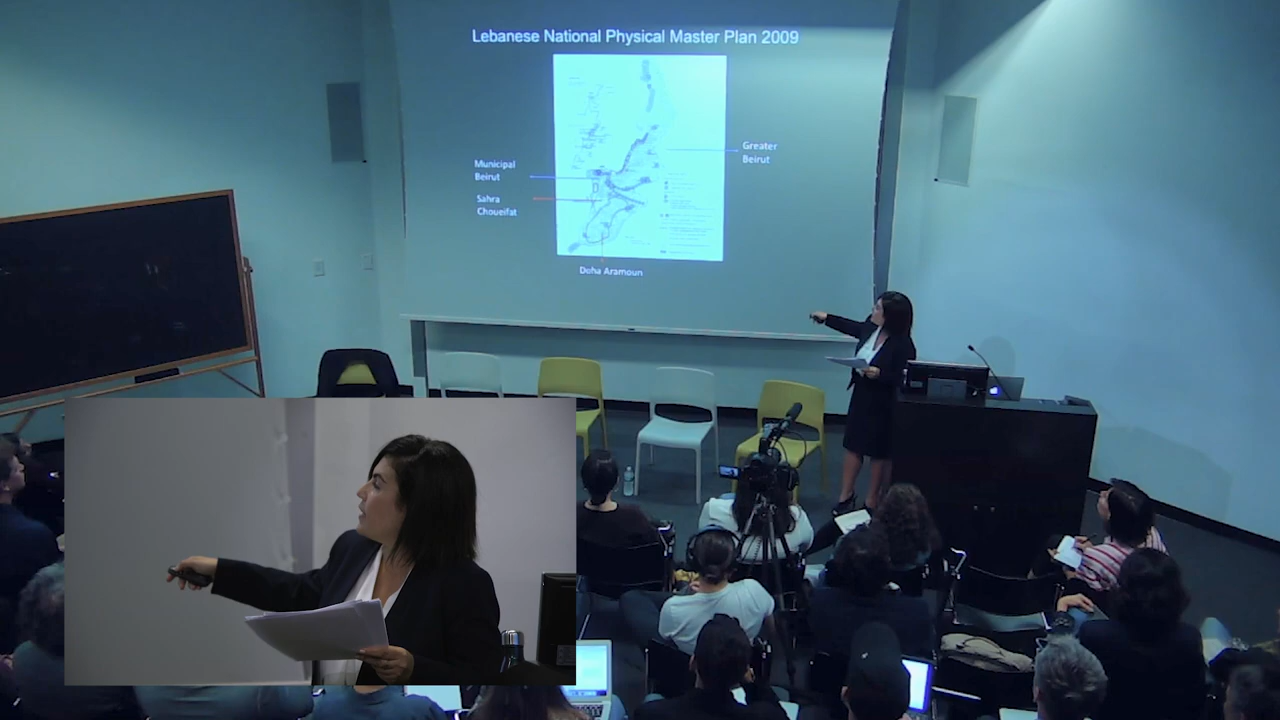 Lebanese National Physical Master Plan 2009
Municipal
Beirut
Sahra
Choueifat
Greater
Beirut
Doha Aramoun